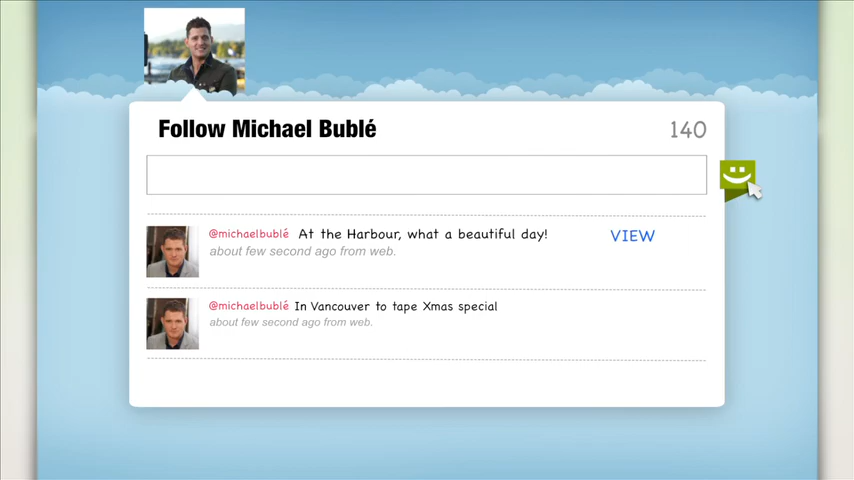 Follow Michael Bublé
140
@michaelbublé At the Harbour, what a beautiful day!
VIEW
about few second ago from web.
@michaelbublé In Vancouver to tape Xmas special
about few second ago from web.